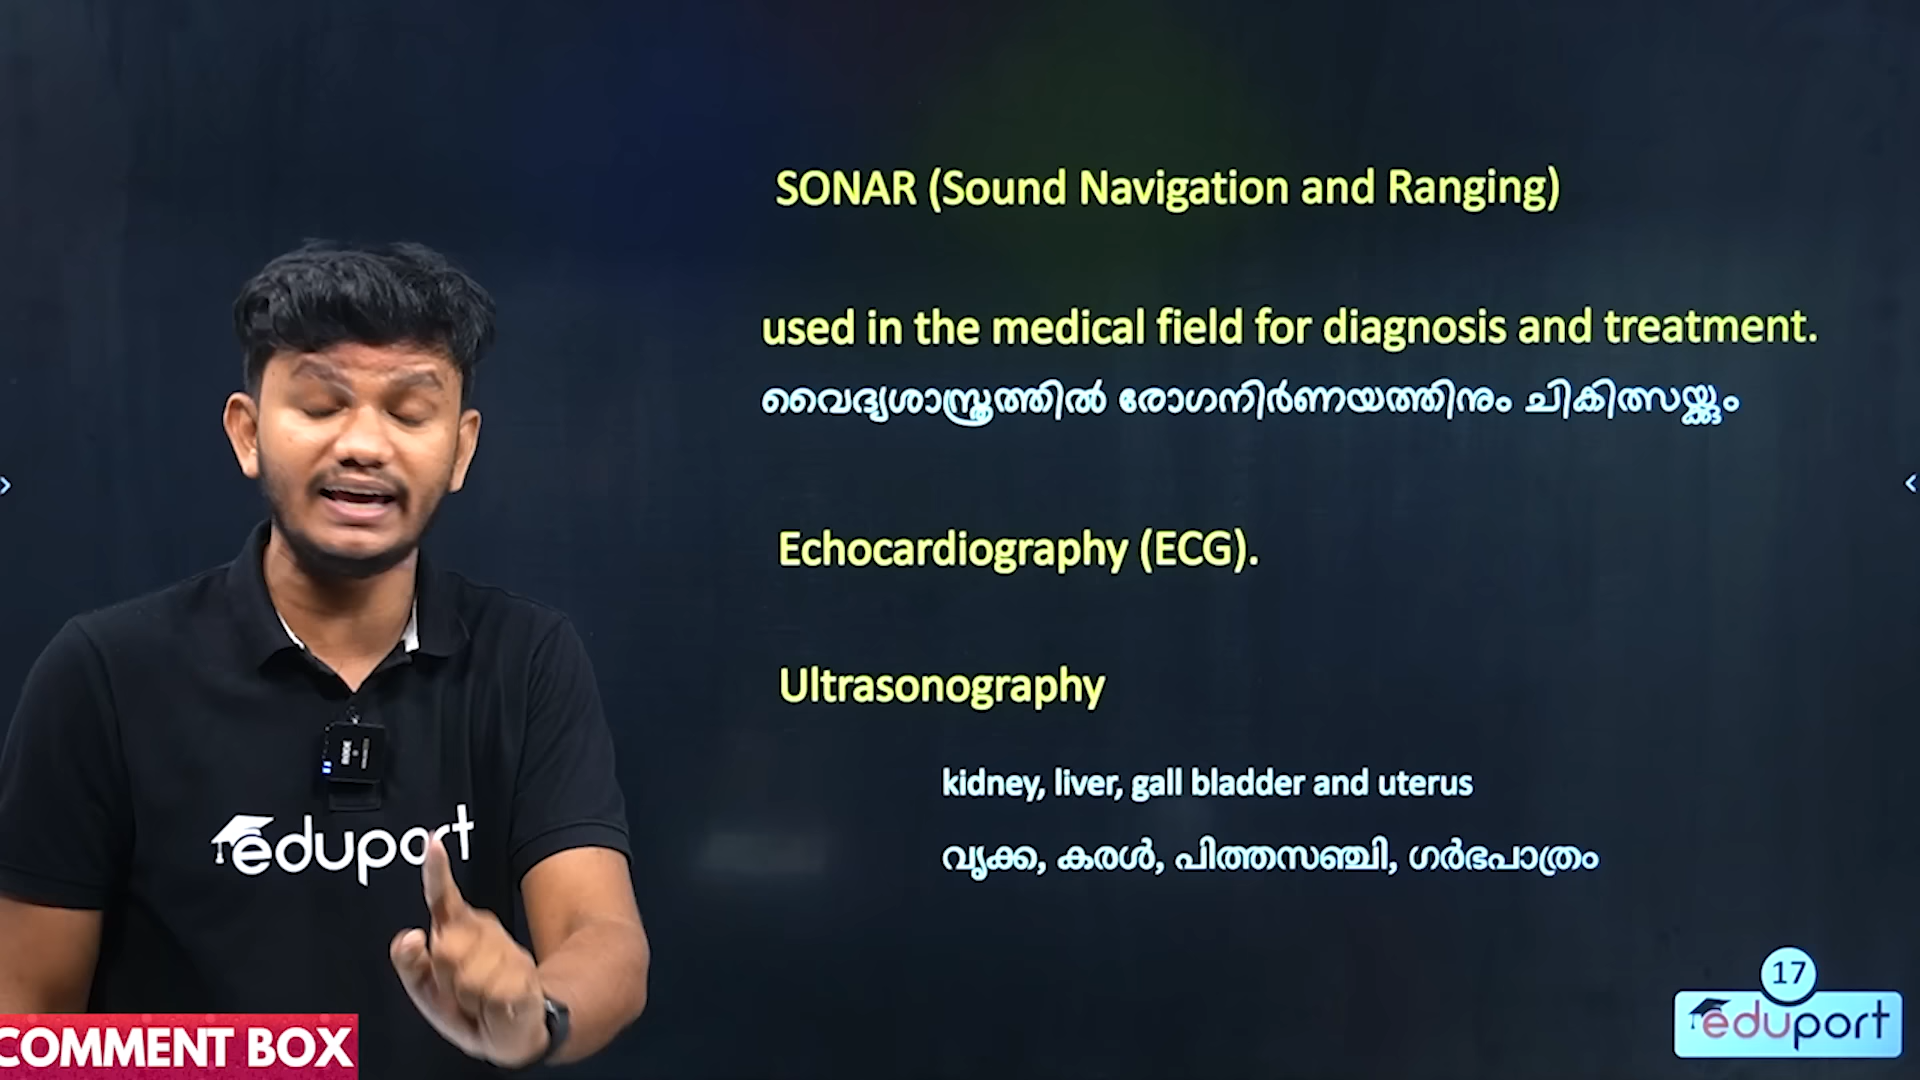 SONAR (Sound Navigation and Ranging)
used in the medical field for diagnosis and treatment.
വൈദ്യശാസ്ത്രത്തിൽ രോഗനിർണയത്തിനും ചികിത്സയ്ക്കും
Echocardiography (ECG).
Ultrasonography
kidney, liver, gall bladder and uterus
വൃക്ക, കരൾ, പിത്തസഞ്ചി, ഗർഭപാത്രം
eduport
COMMENT BOX
17
eduport